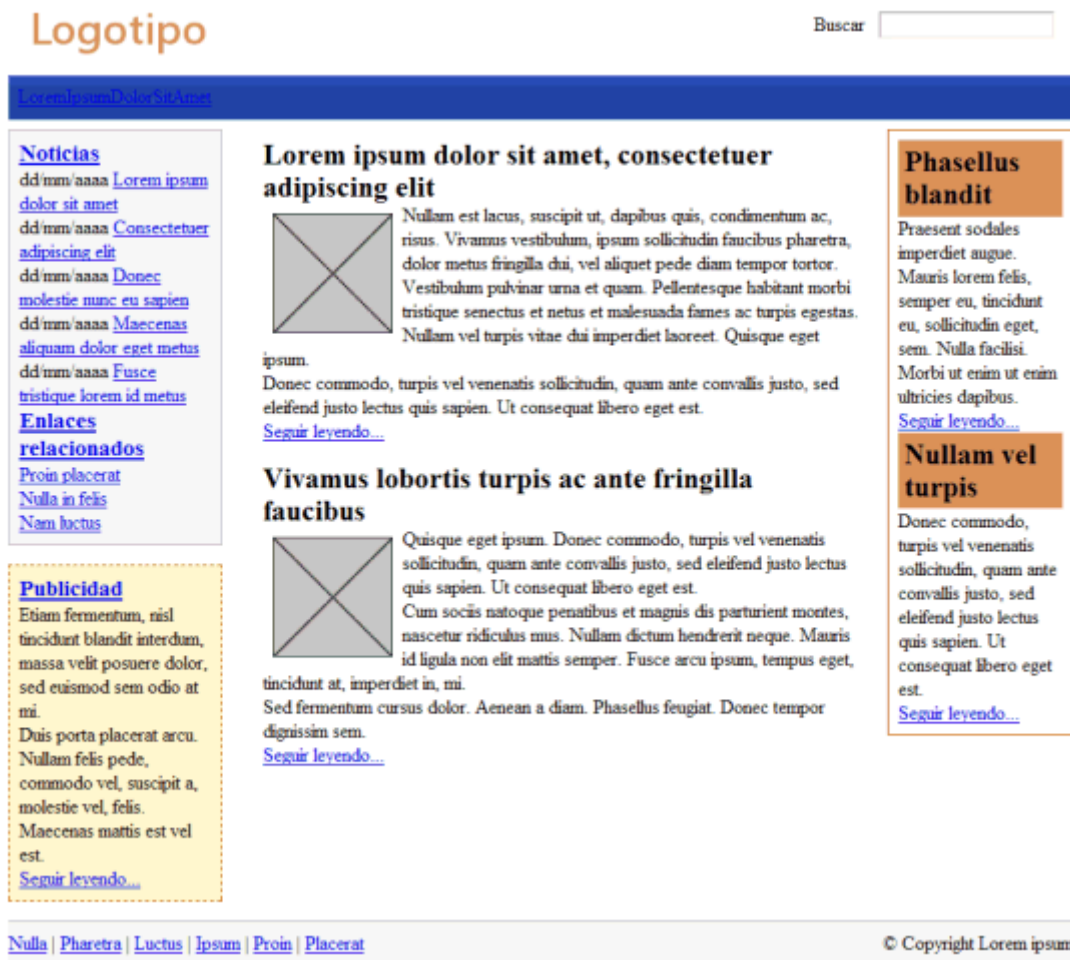 Logotipo
Buscar
LoremIpsumDolorSitAmet
Noticias
dd/mm/aaaa Lorem ipsum
dolor sit amet
dd/mm/aaaa Consectetuer
adipiscing elit
dd/mm/aaaa Donec
molestie nunc eu sapien
dd/mm/aaaa Maecenas
aliquam dolor eget metus
dd/mm/aaaa Fusce
tristique lorem id metus
Enlaces
relacionados
Proin placerat
Nulla in felis
Nam luctus
Publicidad
Etiam fermentum, nisl
tincidunt blandit interdum,
massa velit posuere dolor,
sed euismod sem odio at
mi.
Duis porta placerat arcu.
Nullam felis pede,
commodo vel, suscipit a,
molestie vel, felis.
Maecenas mattis est vel
est.
Seguir leyendo...
Lorem ipsum dolor sit amet, consectetuer
adipiscing elit
Nullam est lacus, suscipit ut, dapibus quis, condimentum ac,
risus. Vivamus vestibulum, ipsum sollicitudin faucibus pharetra,
dolor metus fringilla dui, vel aliquet pede diam tempor tortor.
Vestibulum pulvinar urna et quam. Pellentesque habitant morbi
tristique senectus et netus et malesuada fames ac turpis egestas.
Nullam vel turpis vitae dui imperdiet laoreet. Quisque eget
ipsum.
Donec commodo, turpis vel venenatis sollicitudin, quam ante convallis justo, sed
eleifend justo lectus quis sapien. Ut consequat libero eget est.
Seguir leyendo...
Vivamus lobortis turpis ac ante fringilla
faucibus
Quisque eget ipsum. Donec commodo, turpis vel venenatis
sollicitudin, quam ante convallis justo, sed eleifend justo lectus
quis sapien. Ut consequat libero eget est.
Cum sociis natoque penatibus et magnis dis parturient montes,
nascetur ridiculus mus. Nullam dictum hendrerit neque. Mauris
id ligula non elit mattis semper. Fusce arcu ipsum, tempus eget,
tincidunt at, imperdiet in, mi.
Sed fermentum cursus dolor. Aenean a diam. Phasellus feugiat. Donec tempor
dignissim sem.
Seguir leyendo...
Phasellus
blandit
Praesent sodales
imperdiet augue.
Mauris lorem felis,
semper eu, tincidunt
eu, sollicitudin eget,
sem. Nulla facilisi.
Morbi ut enim ut enim
ultricies dapibus.
Seguir leyendo...
Nullam vel
turpis
Donec commodo,
turpis vel venenatis
sollicitudin, quam ante
convallis justo, sed
eleifend justo lectus
quis sapien. Ut
consequat libero eget
est.
Seguir leyendo...
Nulla | Pharetra | Luctus | Ipsum | Proin | Placerat
© Copyright Lorem ipsum